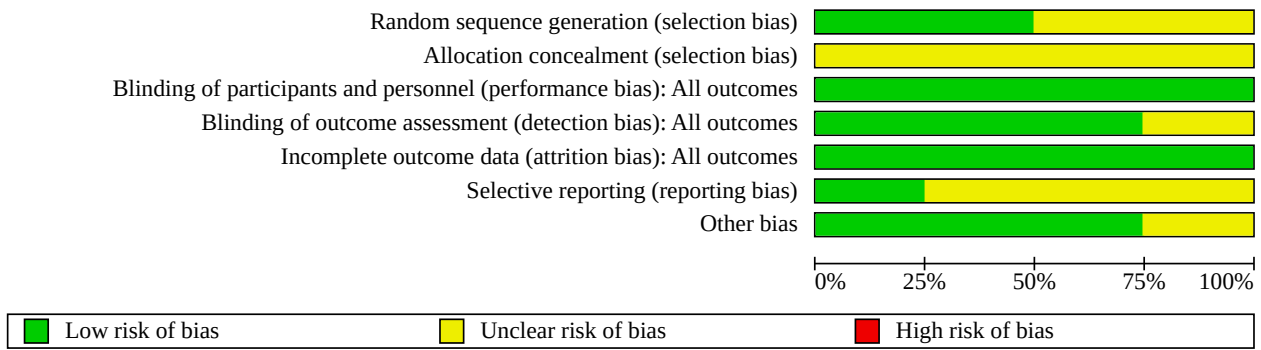 Random sequence generation (selection bias)
Allocation concealment (selection bias)
Blinding of participants and personnel (performance bias): All outcomes
Blinding of outcome assessment (detection bias): All outcomes
Incomplete outcome data (attrition bias): All outcomes
Selective reporting (reporting bias)
Other bias
0% 25% 50% 75% 100%
Low risk of bias Unclear risk of bias High risk of bias